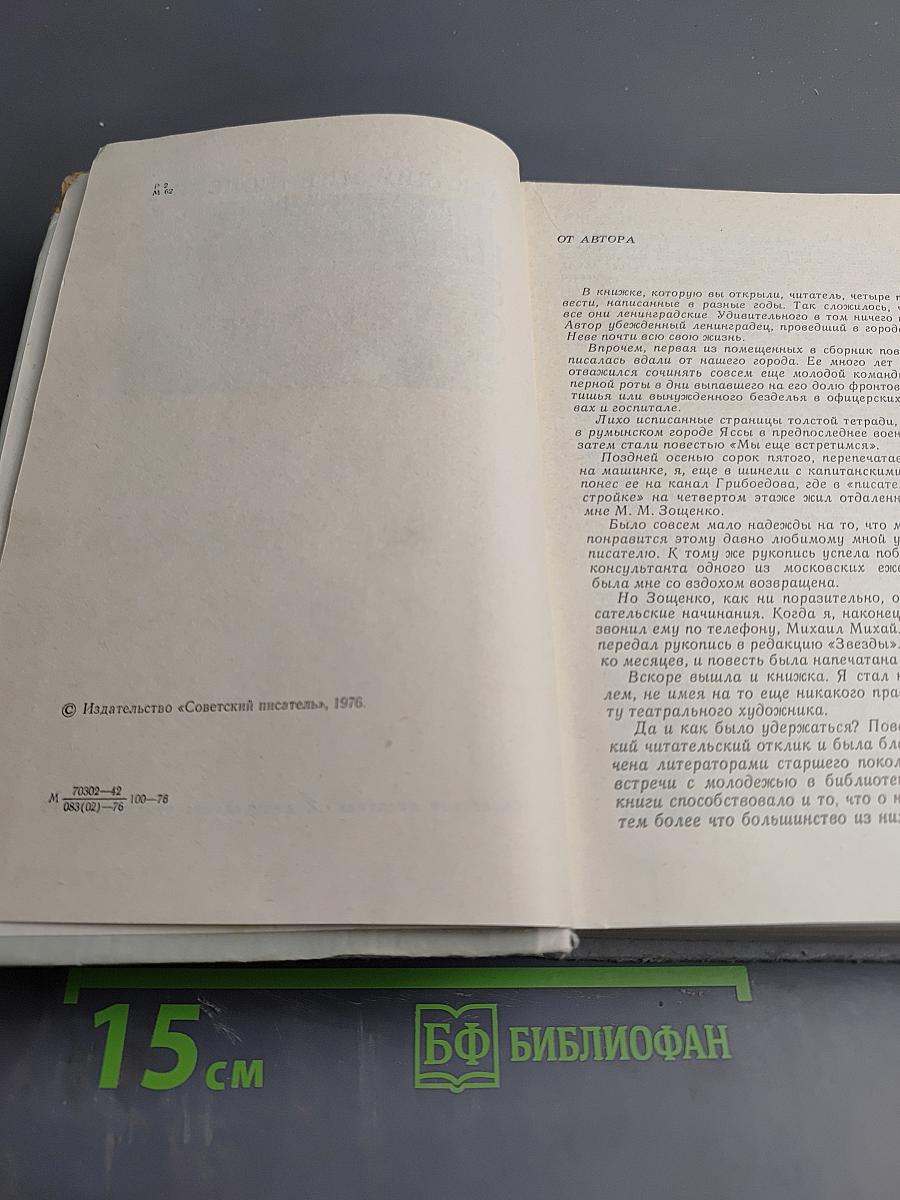 Р 2
М 62
© Издательство «Советский писатель», 1976.
М 70302—42
083(02)—76 100—76
ОТ АВТОРА
В книжке, которую вы открыли, читатель, четыре
вести, написанные в разные годы. Так сложилось,
все они ленинградские. Удивительного в том ничего
Автор убежденный ленинградец, проведший в город
Неве почти всю свою жизнь.
Впрочем, первая из помещенных в сборник пов
писалась вдали от нашего города. Ее много лет
отважился сочинять совсем еще молодой команд
перной роты в дни выпавшего на его долю фронтов
тишья или вынужденного безделья в офицерских
вах и госпитале.
Лихо исписанные страницы толстой тетради,
в румынском городе Яссы в предпоследнее воен
затем стали повестью «Мы еще встретимся».
Поздней осенью сорок пятого, перепечатав
на машинке, я, еще в шинели с капитанскими
понес ее на канал Грибоедова, где в «писате
стройке» на четвертом этаже жил отдаленн
мне М. М. Зощенко.
Было совсем мало надежды на то, что м
понравится этому давно любимому мной у
писателю. К тому же рукопись успела поб
консультанта одного из московских еже
была мне со вздохом возвращена.
Но Зощенко, как ни поразительно, о
сательские начинания. Когда я, наконец
звонил ему по телефону, Михаил Михай
передал рукопись в редакцию «Звезды».
ко месяцев, и повесть была напечатана
Вскоре вышла и книжка. Я стал
лем, не имея на то еще никакого пра
ту театрального художника.
Да и как было удержаться? Пове
кий читательский отклик и была бла
чена литераторами старшего покол
встречи с молодежью в библиотек
книги способствовало и то, что о н
тем более что большинство из них
15 см
БФ БИБЛИОФАН